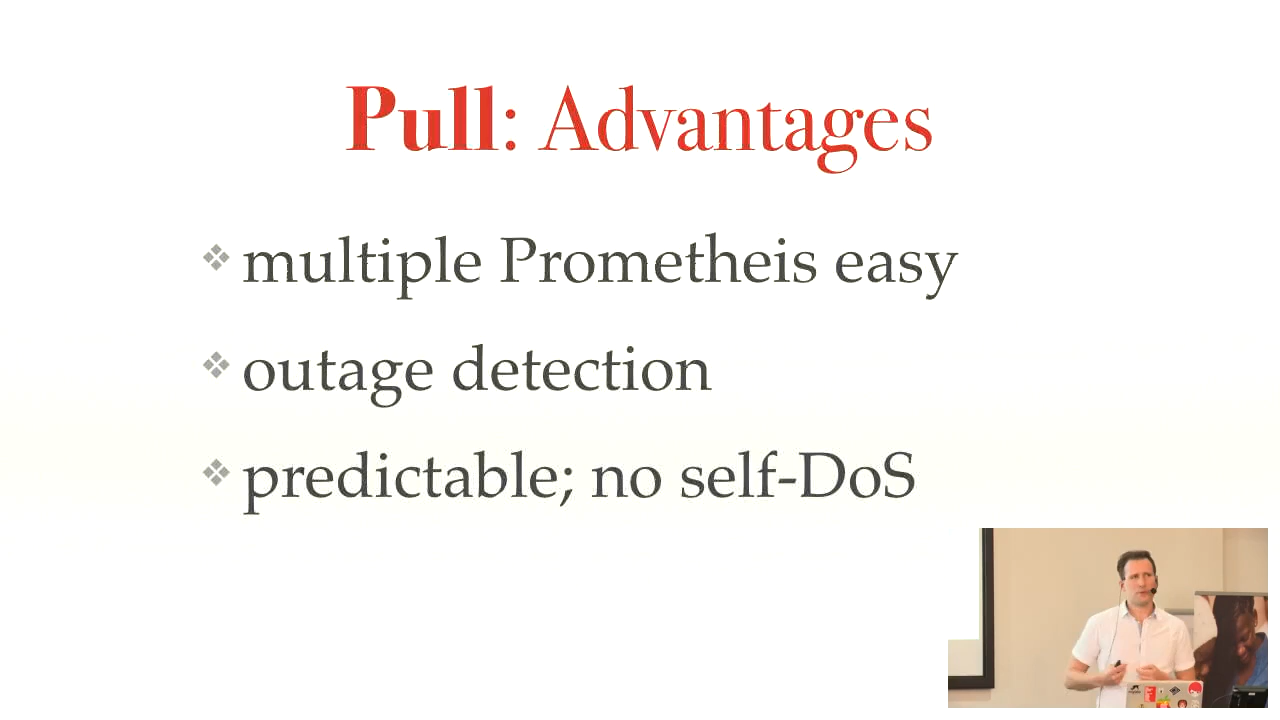 Pull: Advantages
multiple Prometheis easy
outage detection
predictable; no self-DoS